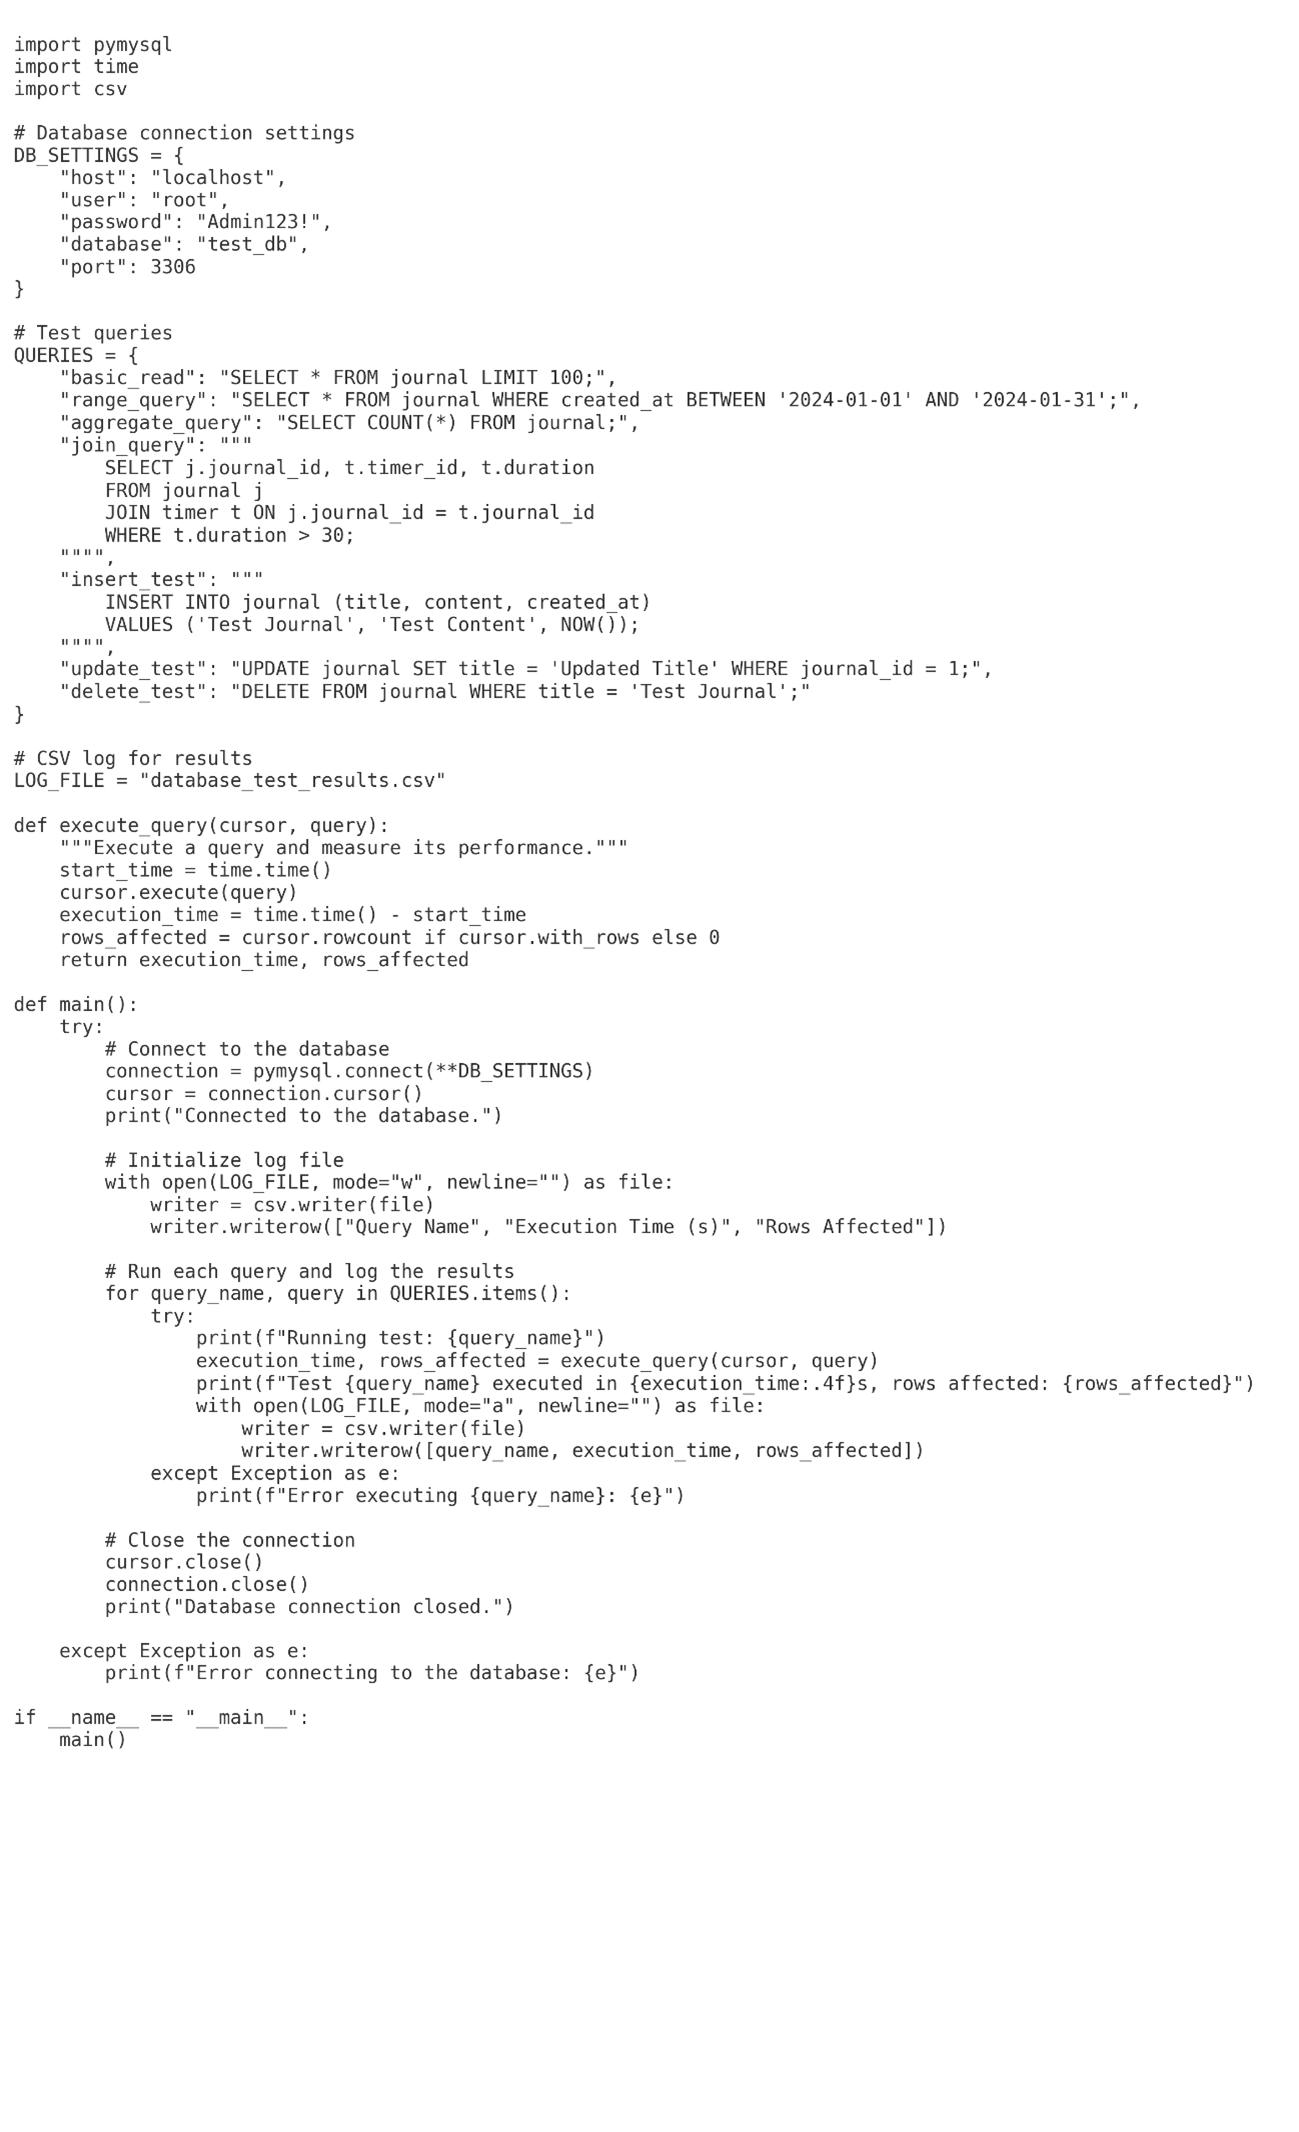 import pymysql
import time
import csv

# Database connection settings
DB_SETTINGS = {
    "host": "localhost",
    "user": "root",
    "password": "Admin123!",
    "database": "test_db",
    "port": 3306
}

# Test queries
QUERIES = {
    "basic_read": "SELECT * FROM journal LIMIT 100;",
    "range_query": "SELECT * FROM journal WHERE created_at BETWEEN '2024-01-01' AND '2024-01-31';",
    "aggregate_query": "SELECT COUNT(*) FROM journal;",
    "join_query": """
        SELECT j.journal_id, t.timer_id, t.duration
        FROM journal j
        JOIN timer t ON j.journal_id = t.journal_id
        WHERE t.duration > 30;
    """",
    "insert_test": """
        INSERT INTO journal (title, content, created_at)
        VALUES ('Test Journal', 'Test Content', NOW());
    """",
    "update_test": "UPDATE journal SET title = 'Updated Title' WHERE journal_id = 1;",
    "delete_test": "DELETE FROM journal WHERE title = 'Test Journal';"
}

# CSV log for results
LOG_FILE = "database_test_results.csv"

def execute_query(cursor, query):
    """Execute a query and measure its performance."""
    start_time = time.time()
    cursor.execute(query)
    execution_time = time.time() - start_time
    rows_affected = cursor.rowcount if cursor.with_rows else 0
    return execution_time, rows_affected

def main():
    try:
        # Connect to the database
        connection = pymysql.connect(**DB_SETTINGS)
        cursor = connection.cursor()
        print("Connected to the database.")

        # Initialize log file
        with open(LOG_FILE, mode="w", newline="") as file:
            writer = csv.writer(file)
            writer.writerow(["Query Name", "Execution Time (s)", "Rows Affected"])

        # Run each query and log the results
        for query_name, query in QUERIES.items():
            try:
                print(f"Running test: {query_name}")
                execution_time, rows_affected = execute_query(cursor, query)
                print(f"Test {query_name} executed in {execution_time:.4f}s, rows affected: {rows_affected}")
                with open(LOG_FILE, mode="a", newline="") as file:
                    writer = csv.writer(file)
                    writer.writerow([query_name, execution_time, rows_affected])
            except Exception as e:
                print(f"Error executing {query_name}: {e}")

        # Close the connection
        cursor.close()
        connection.close()
        print("Database connection closed.")

    except Exception as e:
        print(f"Error connecting to the database: {e}")

if __name__ == "__main__":
    main()